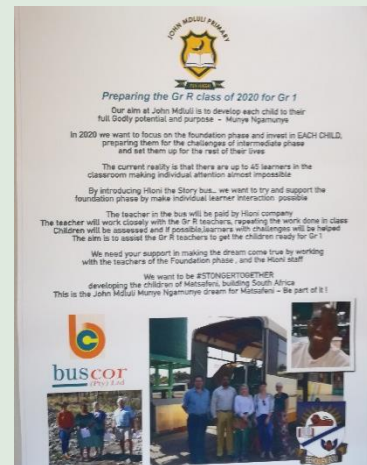 JOHN MDLULI PRIMARY
Preparing the Gr R class of 2020 for Gr 1
Our aim at John Mdluli is to develop each child to their
full Godly potential and purpose - Munye Ngamunye
In 2020 we want to focus on the foundation phase and invest in EACH CHILD,
preparing them for the challenges of intermediate phase
and set them up for the rest of their lives
The current reality is that there are up to 45 learners in the
classroom making individual attention almost impossible
By introducing Hloni the Story bus... we want to try and support the
foundation phase by make individual learner interaction possible
The teacher in the bus will be paid by Hloni company
The teacher will work closely with the Gr R teachers, repeating the work done in class
Children will be assessed and if possible,learners with challenges will be helped
The aim is to assist the Gr R teachers to get the children ready for Gr 1
We need your support in making the dream come true by working
with the teachers of the Foundation phase , and the Hloni staff
We want to be #STONGERTOGETHER
developing the children of Matsafeni, building South Africa
This is the John Mdluli Munye Ngamunye dream for Matsafeni - Be part of it !
buscor
(Pty) Ltd